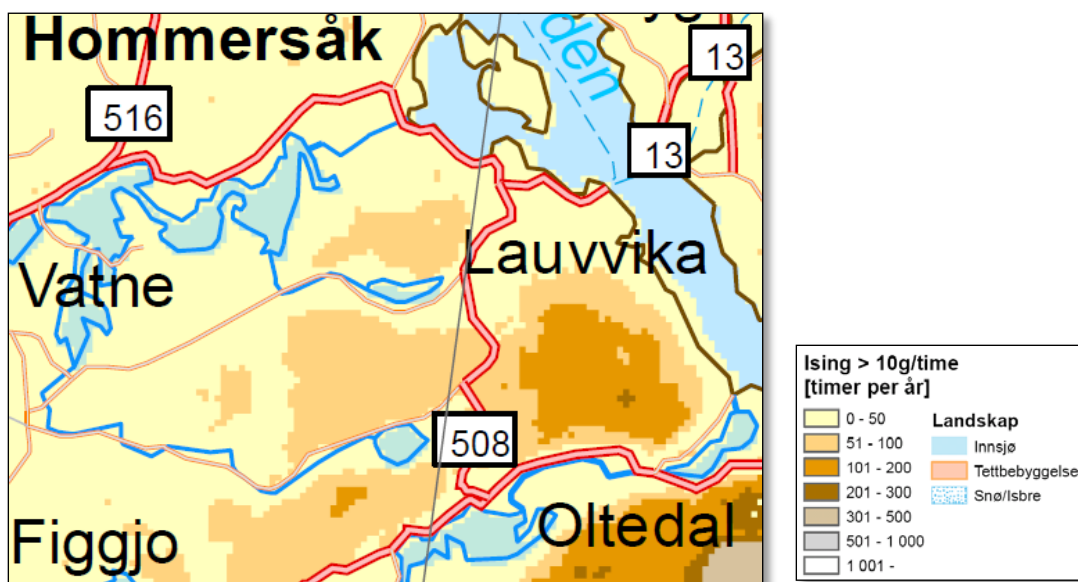 Hommersåk
den
13
516
13
Lauvvika
Vatne
508
Figgjo
Oltedal
Ising > 10g/time
[timer per år]
0 - 50
51 - 100
101 - 200
201 - 300
301 - 500
501 - 1 000
1 001 -
Landskap
Innsjø
Tettbebyggelse
Snø/Isbre